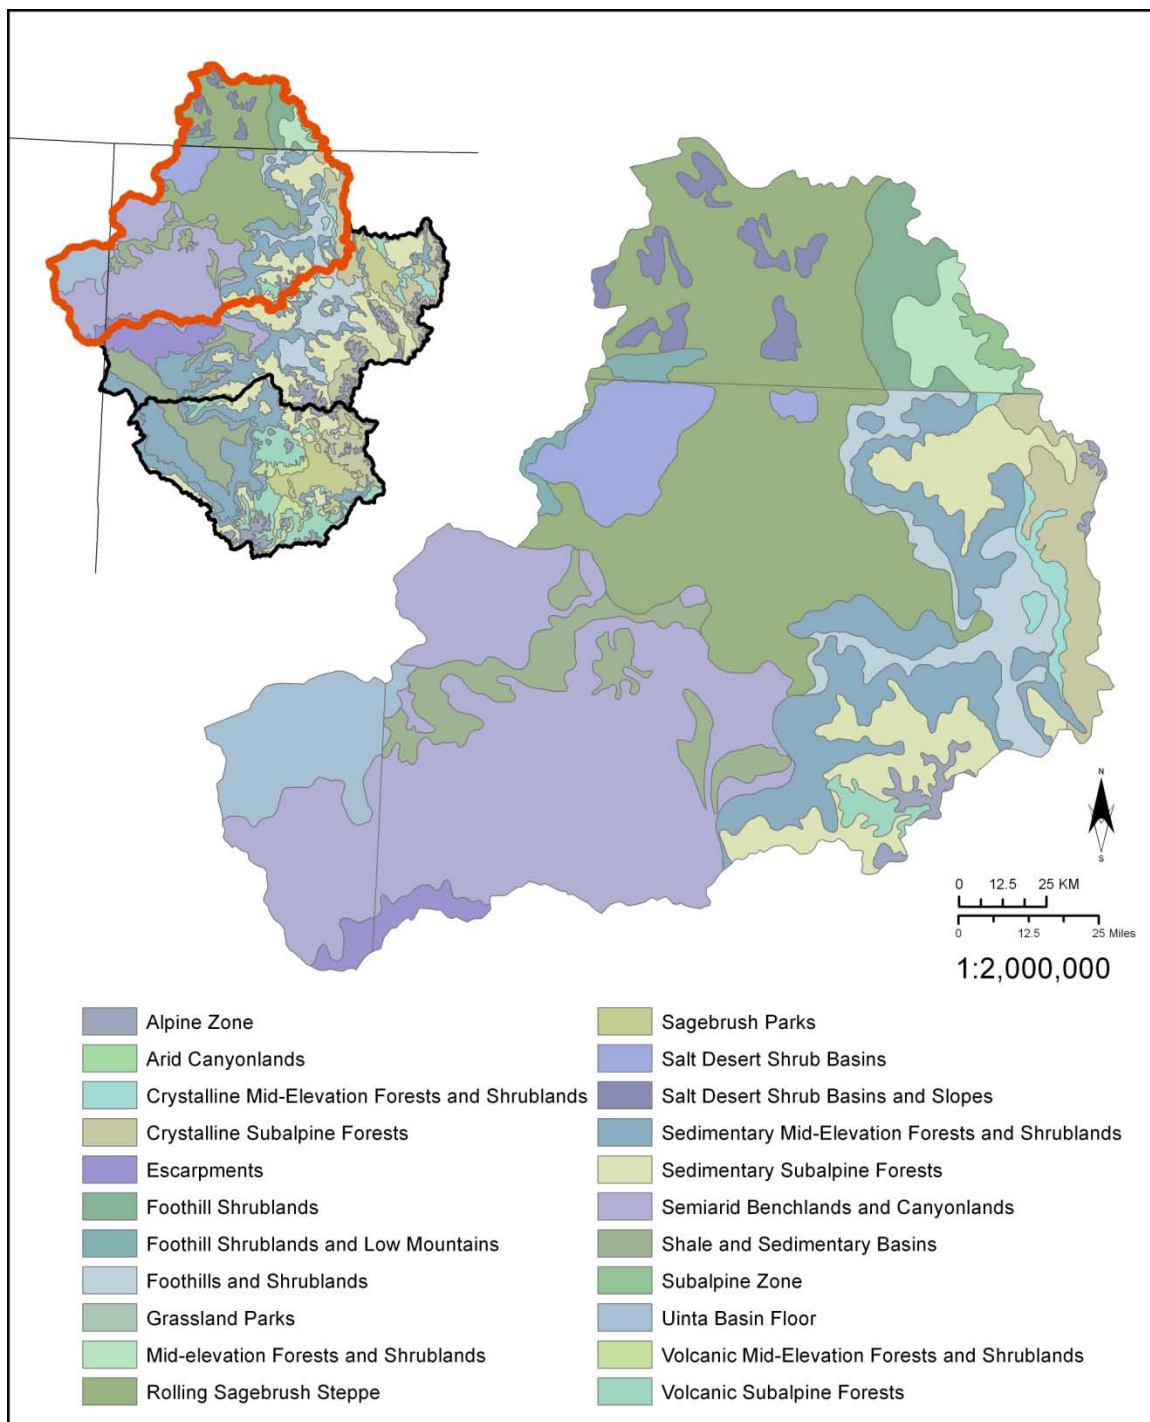 N
S
0 12.5 25 KM
0 12.5 25 Miles
1:2,000,000
Alpine Zone
Arid Canyonlands
Crystalline Mid-Elevation Forests and Shrublands
Crystalline Subalpine Forests
Escarpments
Foothill Shrublands
Foothill Shrublands and Low Mountains
Foothills and Shrublands
Grassland Parks
Mid-elevation Forests and Shrublands
Rolling Sagebrush Steppe
Sagebrush Parks
Salt Desert Shrub Basins
Salt Desert Shrub Basins and Slopes
Sedimentary Mid-Elevation Forests and Shrublands
Sedimentary Subalpine Forests
Semiarid Benchlands and Canyonlands
Shale and Sedimentary Basins
Subalpine Zone
Uinta Basin Floor
Volcanic Mid-Elevation Forests and Shrublands
Volcanic Subalpine Forests